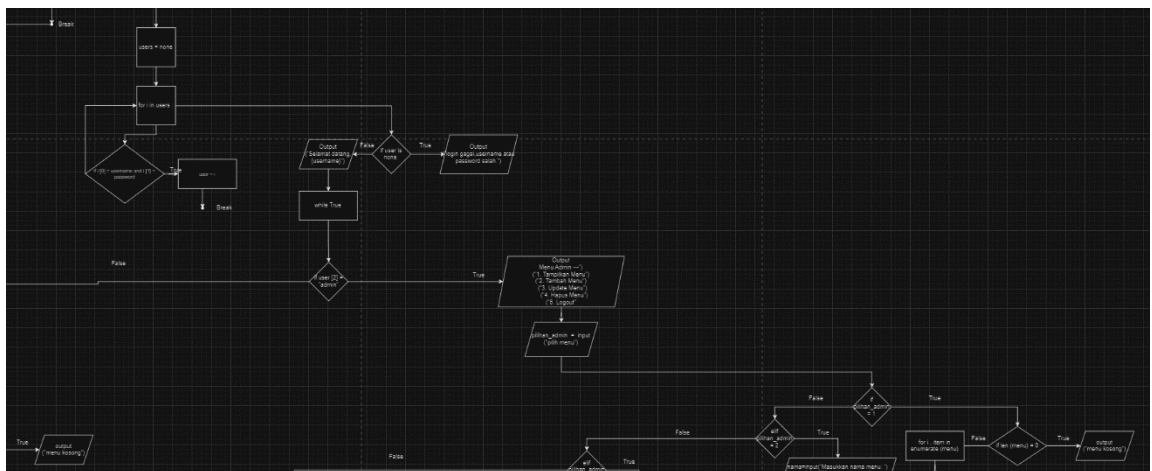 Break
users = none
for i in users
if i [0] = username and i [1] =
password
True
user = i
Break
Output
("Selamat datang,
{username}")
False
if user is
none
True
Output
"login gagal,username atau
password salah.")
while True
False
if user [2] =
"admin"
True
Output
Menu Admin ---")
("1. Tampilkan Menu")
("2. Tambah Menu")
("3. Update Menu")
("4. Hapus Menu")
("5. Logout"
pilihan_admin = input
("pilih menu")
False
if
pilihan_admin
= 1
True
False
elif
pilihan_admin
= 2
True
for i , item in
enumerate (menu)
False
True
output
("menu kosong")
True
output
("menu kosong")
False
elif
True
nama=input("Masukkan nama menu: ")